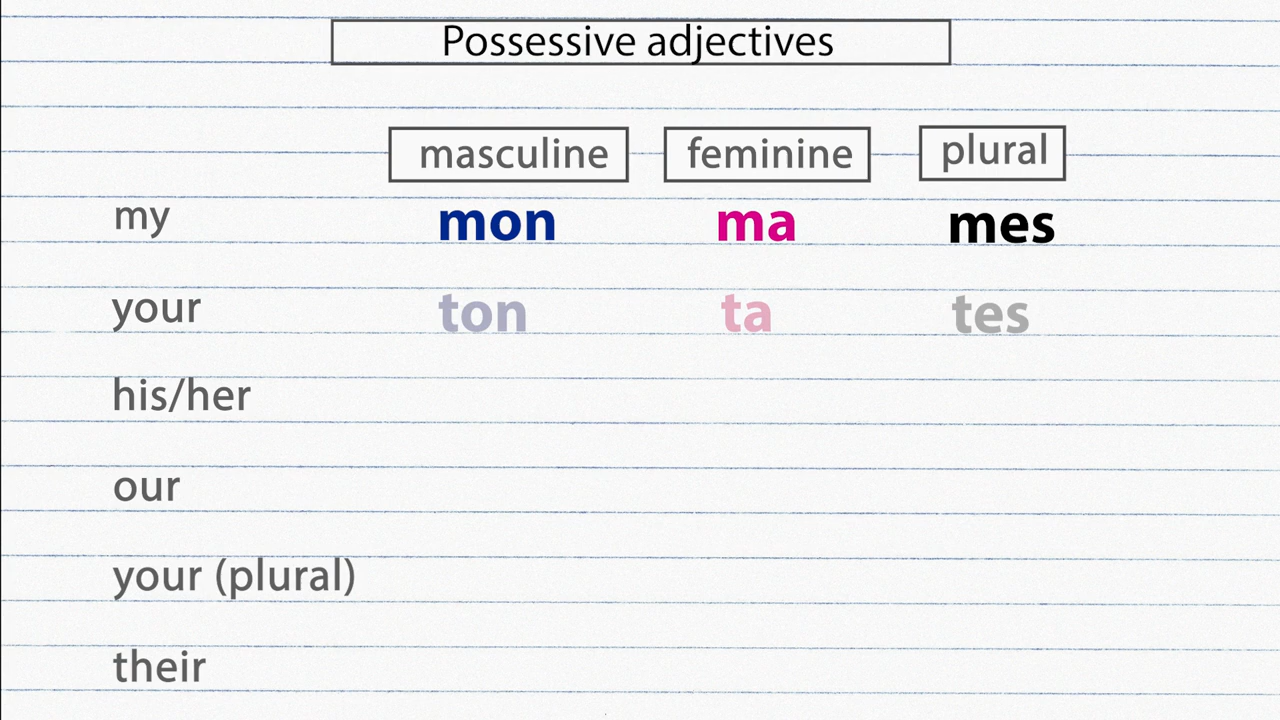 Possessive adjectives
masculine feminine plural
my mon ma mes
your ton ta tes
his/her
our
your (plural)
their